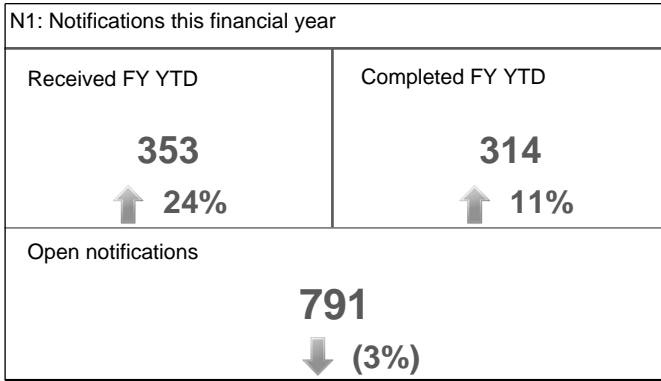 N1: Notifications this financial year
Received FY YTD
353
24%
Completed FY YTD
314
11%
Open notifications
791
(3%)